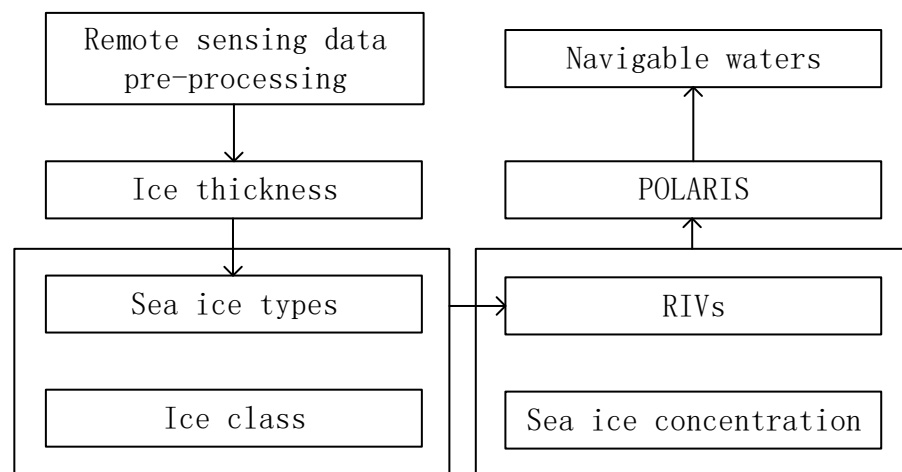 Remote sensing data
pre-processing
Ice thickness
Sea ice types
Ice class
Navigable waters
POLARIS
RIVs
Sea ice concentration